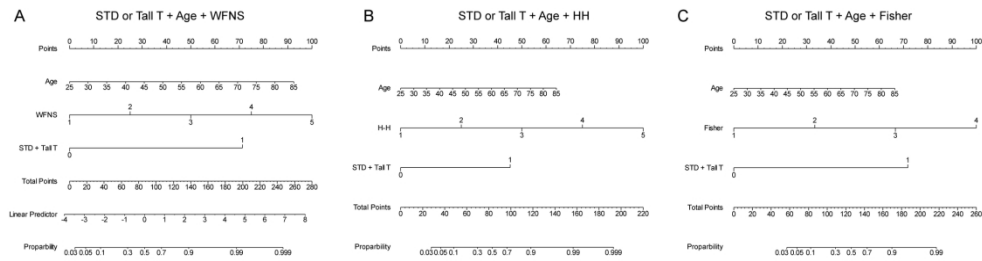 A STD or Tall T + Age + WFNS
Points 0 10 20 30 40 50 60 70 80 90 100
Age 25 30 35 40 45 50 55 60 65 70 75 80 85
WFNS 1 2 3 4 5
STD + Tall T 0 1
Total Points 0 20 40 60 80 100 120 140 160 180 200 220 240 260 280
Linear Predictor -4 -3 -2 -1 0 1 2 3 4 5 6 7 8
Proparbility 0.03 0.05 0.1 0.3 0.5 0.7 0.9 0.99 0.999
B STD or Tall T + Age + HH
Points 0 10 20 30 40 50 60 70 80 90 100
Age 25 30 35 40 45 50 55 60 65 70 75 80 85
H-H 1 2 3 4 5
STD + Tall T 0 1
Total Points 0 20 40 60 80 100 120 140 160 180 200 220
Proparbility 0.03 0.05 0.1 0.3 0.5 0.7 0.9 0.99 0.999
C STD or Tall T + Age + Fisher
Points 0 10 20 30 40 50 60 70 80 90 100
Age 25 30 35 40 45 50 55 60 65 70 75 80 85
Fisher 1 2 3 4
STD + Tall T 0 1
Total Points 0 20 40 60 80 100 120 140 160 180 200 220 240 260
Proparbility 0.03 0.05 0.1 0.3 0.5 0.7 0.9 0.99